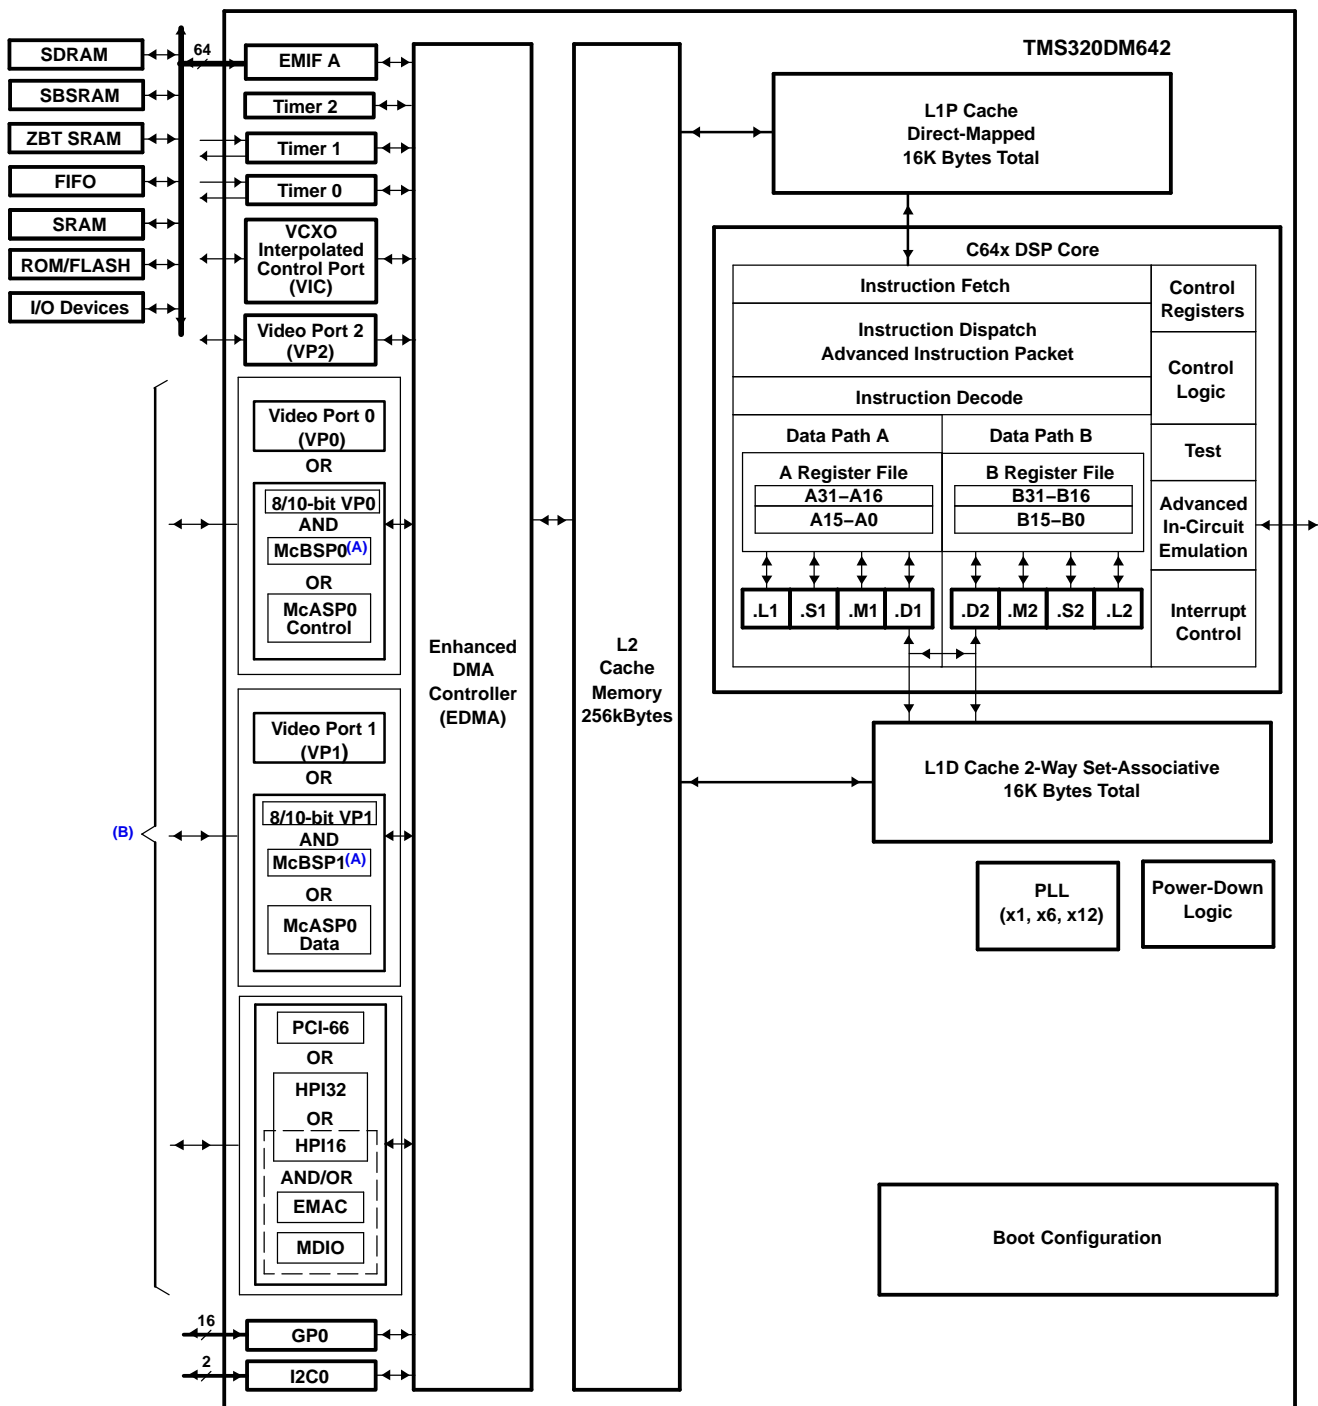 TMS320DM642
SDRAM
SBSRAM
ZBT SRAM
FIFO
SRAM
ROM/FLASH
I/O Devices
64
EMIF A
Timer 2
Timer 1
Timer 0
VCXO
Interpolated
Control Port
(VIC)
Video Port 2
(VP2)
Video Port 0
(VP0)
OR
8/10-bit VP0
AND
McBSP0(A)
OR
McASP0
Control
Video Port 1
(VP1)
OR
8/10-bit VP1
AND
McBSP1(A)
OR
McASP0
Data
(B)
PCI-66
OR
HPI32
OR
HPI16
AND/OR
EMAC
MDIO
16
GP0
2
I2C0
Enhanced
DMA
Controller
(EDMA)
L2
Cache
Memory
256kBytes
L1P Cache
Direct-Mapped
16K Bytes Total
C64x DSP Core
Instruction Fetch
Instruction Dispatch
Advanced Instruction Packet
Instruction Decode
Data Path A
Data Path B
A Register File
A31–A16
A15–A0
B Register File
B31–B16
B15–B0
.L1
.S1
.M1
.D1
.D2
.M2
.S2
.L2
Control
Registers
Control
Logic
Test
Advanced
In-Circuit
Emulation
Interrupt
Control
L1D Cache 2-Way Set-Associative
16K Bytes Total
PLL
(x1, x6, x12)
Power-Down
Logic
Boot Configuration